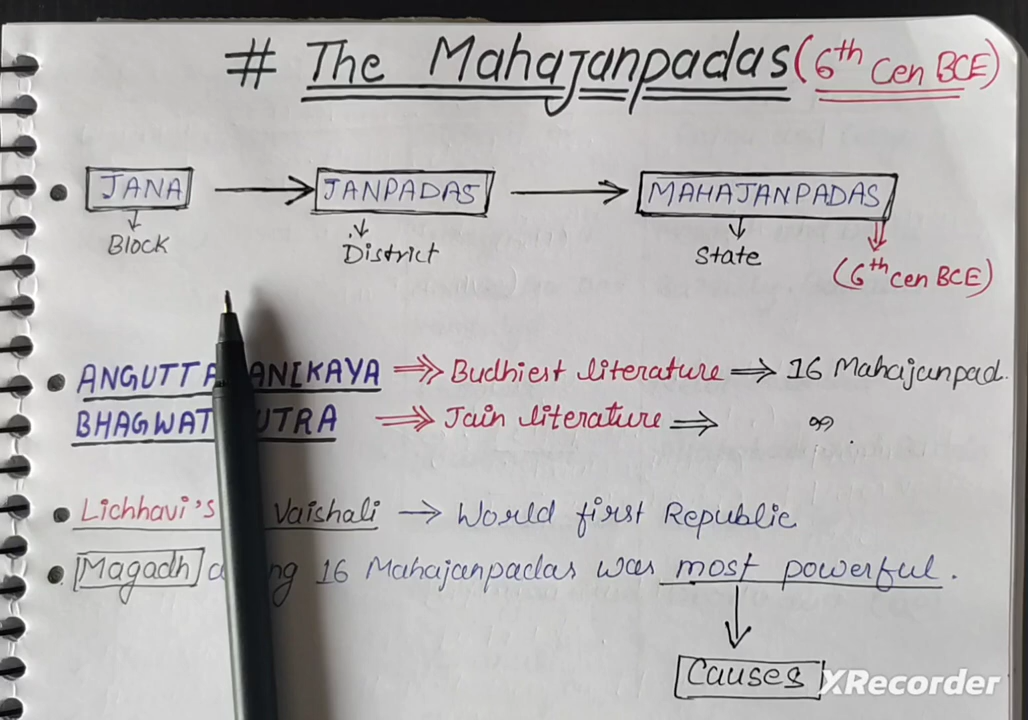 # The Mahajanpadas (6th Cen BCE)
JANA → JANPADAS → MAHAJANPADAS
Block District State (6th cen BCE)
ANGUTTA ANIKAYA ⇒ Budhiest literature ⇒ 16 Mahajanpad.
BHAGWAT UTRA ⇒ Jain literature ⇒ ∞
Lichhavi's Vaishali → World first Republic
Magadh a ng 16 Mahajanpadas was most powerful.
Causes
XRecorder